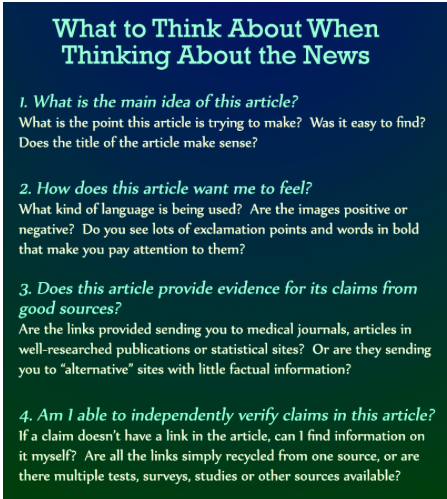 What to Think About When
Thinking About the News
1. What is the main idea of this article?
What is the point this article is trying to make? Was it easy to find?
Does the title of the article make sense?
2. How does this article want me to feel?
What kind of language is being used? Are the images positive or
negative? Do you see lots of exclamation points and words in bold
that make you pay attention to them?
3. Does this article provide evidence for its claims from
good sources?
Are the links provided sending you to medical journals, articles in
well-researched publications or statistical sites? Or are they sending
you to “alternative” sites with little factual information?
4. Am I able to independently verify claims in this article?
If a claim doesn’t have a link in the article, can I find information on
it myself? Are all the links simply recycled from one source, or are
there multiple tests, surveys, studies or other sources available?